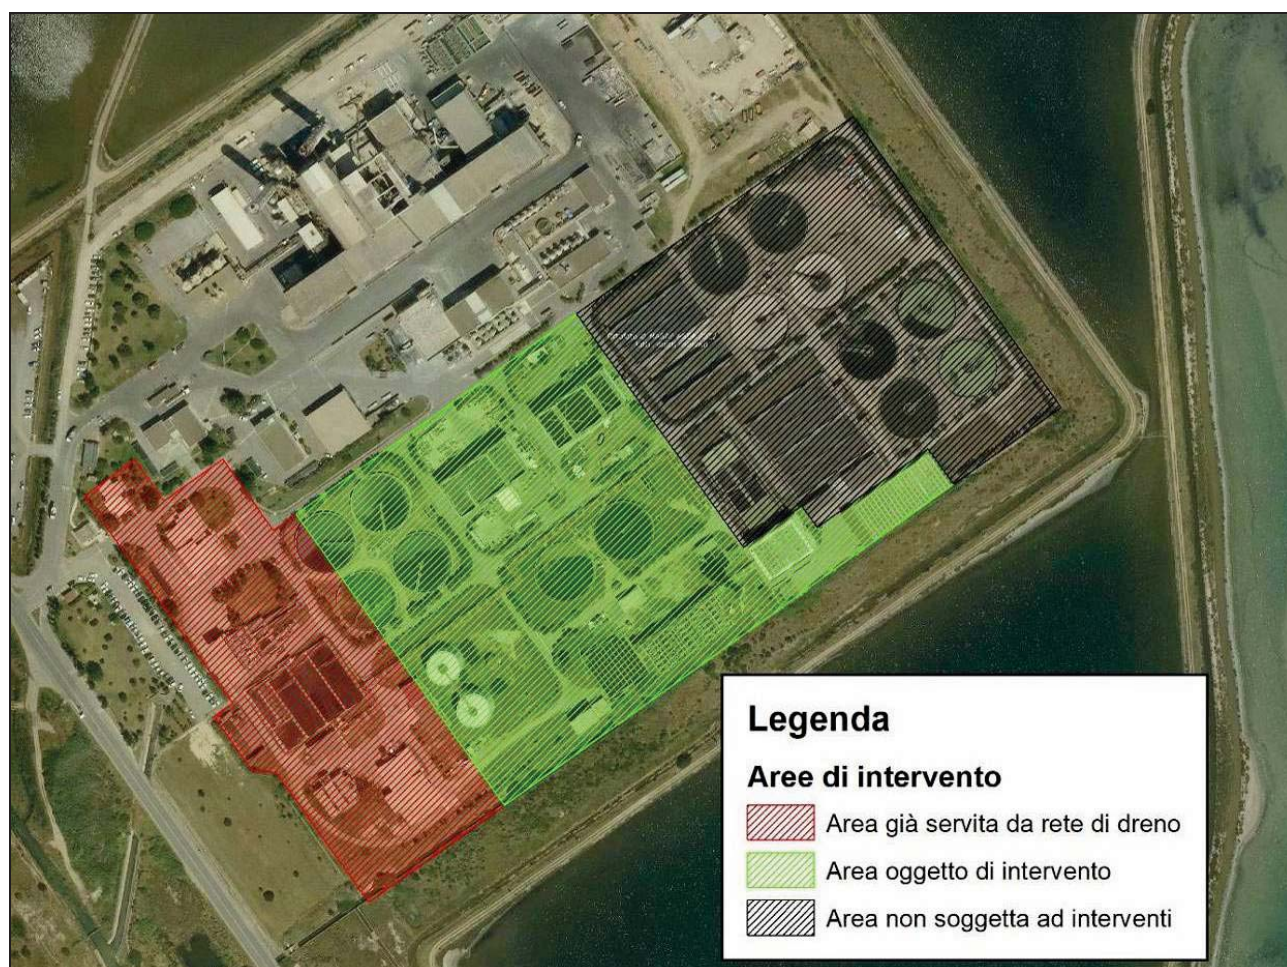 Legenda
Aree di intervento
Area già servita da rete di dreno
Area oggetto di intervento
Area non soggetta ad interventi